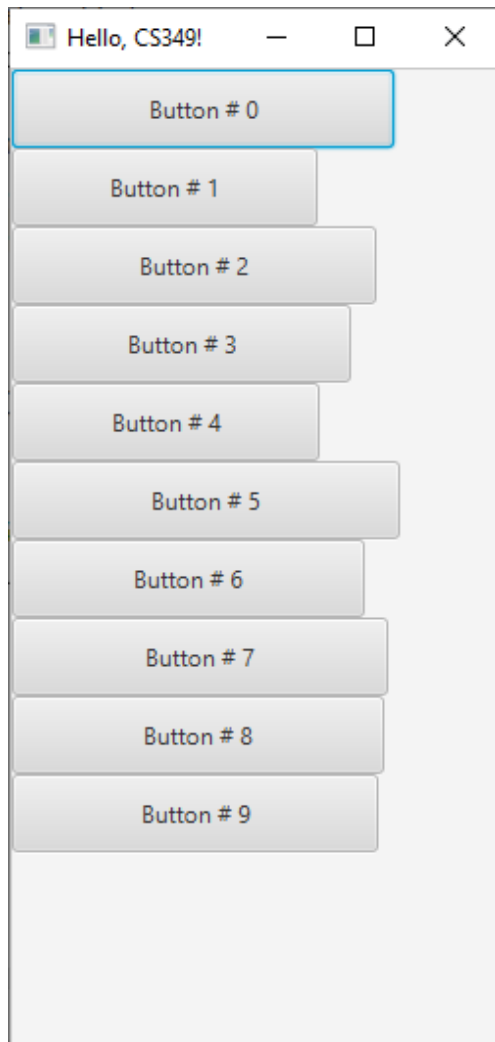 Hello, CS349!
Button # 0
Button # 1
Button # 2
Button # 3
Button # 4
Button # 5
Button # 6
Button # 7
Button # 8
Button # 9